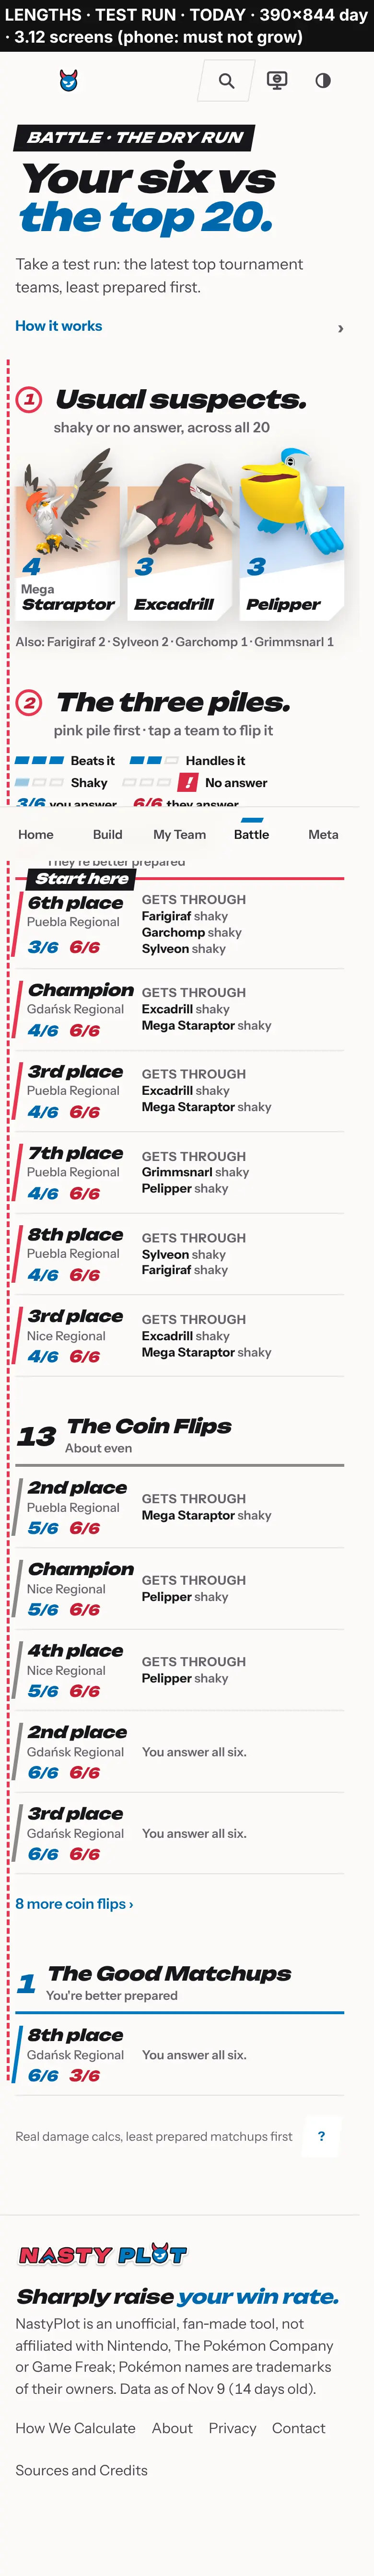 LENGTHS · TEST RUN · TODAY · 390×844 day
· 3.12 screens (phone: must not grow)
BATTLE · THE DRY RUN
Your six vs
the top 20.
Take a test run: the latest top tournament
teams, least prepared first.
How it works ›
1 Usual suspects.
shaky or no answer, across all 20
4
Mega
Staraptor
3
Excadrill
3
Pelipper
Also: Farigiraf 2 · Sylveon 2 · Garchomp 1 · Grimmsnarl 1
2 The three piles.
pink pile first · tap a team to flip it
Beats it Handles it
Shaky ! No answer
3/6 you answer 6/6 they answer
Home Build My Team Battle Meta
They're better prepared
Start here
6th place
Puebla Regional
3/6 6/6
GETS THROUGH
Farigiraf shaky
Garchomp shaky
Sylveon shaky
Champion
Gdańsk Regional
4/6 6/6
GETS THROUGH
Excadrill shaky
Mega Staraptor shaky
3rd place
Puebla Regional
4/6 6/6
GETS THROUGH
Excadrill shaky
Mega Staraptor shaky
7th place
Puebla Regional
4/6 6/6
GETS THROUGH
Grimmsnarl shaky
Pelipper shaky
8th place
Puebla Regional
4/6 6/6
GETS THROUGH
Sylveon shaky
Farigiraf shaky
3rd place
Nice Regional
4/6 6/6
GETS THROUGH
Excadrill shaky
Mega Staraptor shaky
13 The Coin Flips
About even
2nd place
Puebla Regional
5/6 6/6
GETS THROUGH
Mega Staraptor shaky
Champion
Nice Regional
5/6 6/6
GETS THROUGH
Pelipper shaky
4th place
Nice Regional
5/6 6/6
GETS THROUGH
Pelipper shaky
2nd place
Gdańsk Regional
6/6 6/6
You answer all six.
3rd place
Gdańsk Regional
6/6 6/6
You answer all six.
8 more coin flips ›
1 The Good Matchups
You're better prepared
8th place
Gdańsk Regional
6/6 3/6
You answer all six.
Real damage calcs, least prepared matchups first ?
NASTY PLOT
Sharply raise your win rate.
NastyPlot is an unofficial, fan-made tool, not
affiliated with Nintendo, The Pokémon Company
or Game Freak; Pokémon names are trademarks
of their owners. Data as of Nov 9 (14 days old).
How We Calculate About Privacy Contact
Sources and Credits